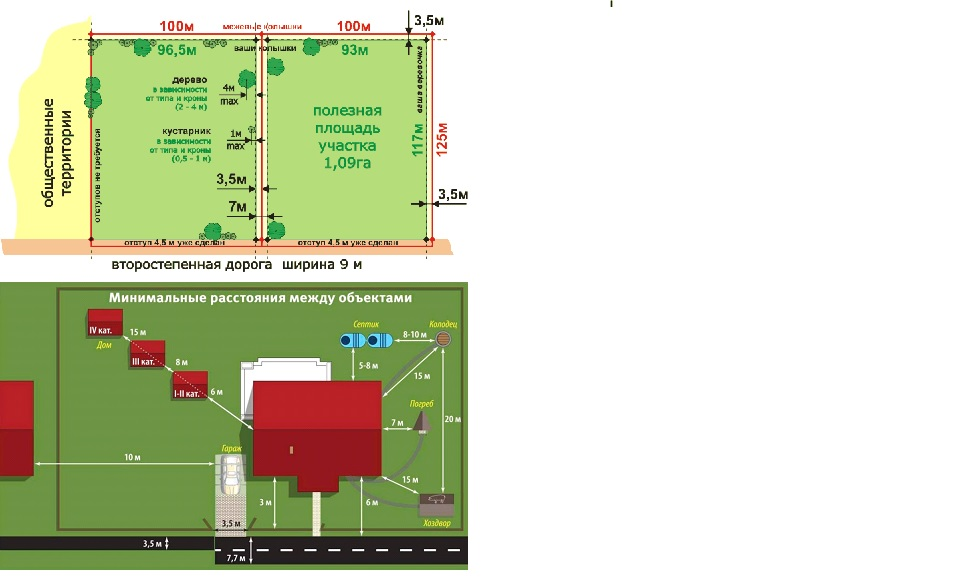 100м
межевые колышки
100м
3,5м
96,5м
ваши колышки
93м
ваша веревочка
дерево
в зависимости
от типа и кроны
(2 - 4 м)
4м
max
кустарник
в зависимости
от типа и кроны
(0,5 - 1 м)
1м
max
полезная
площадь
участка
1,09га
117м
125м
общественные
территории
отступов не требуется
3,5м
7м
3,5м
отступ 4,5 м уже сделан
отступ 4,5 м уже сделан
второстепенная дорога ширина 9 м
Минимальные расстояния между объектами
IV кат.
15 м
Дом
III кат.
8 м
I-II кат.
6 м
Септик
8-10 м
Колодец
5-8 м
15 м
Погреб
7 м
20 м
Гараж
10 м
15 м
3 м
6 м
Хоздвор
3,5 м
3,5 м
7,7 м